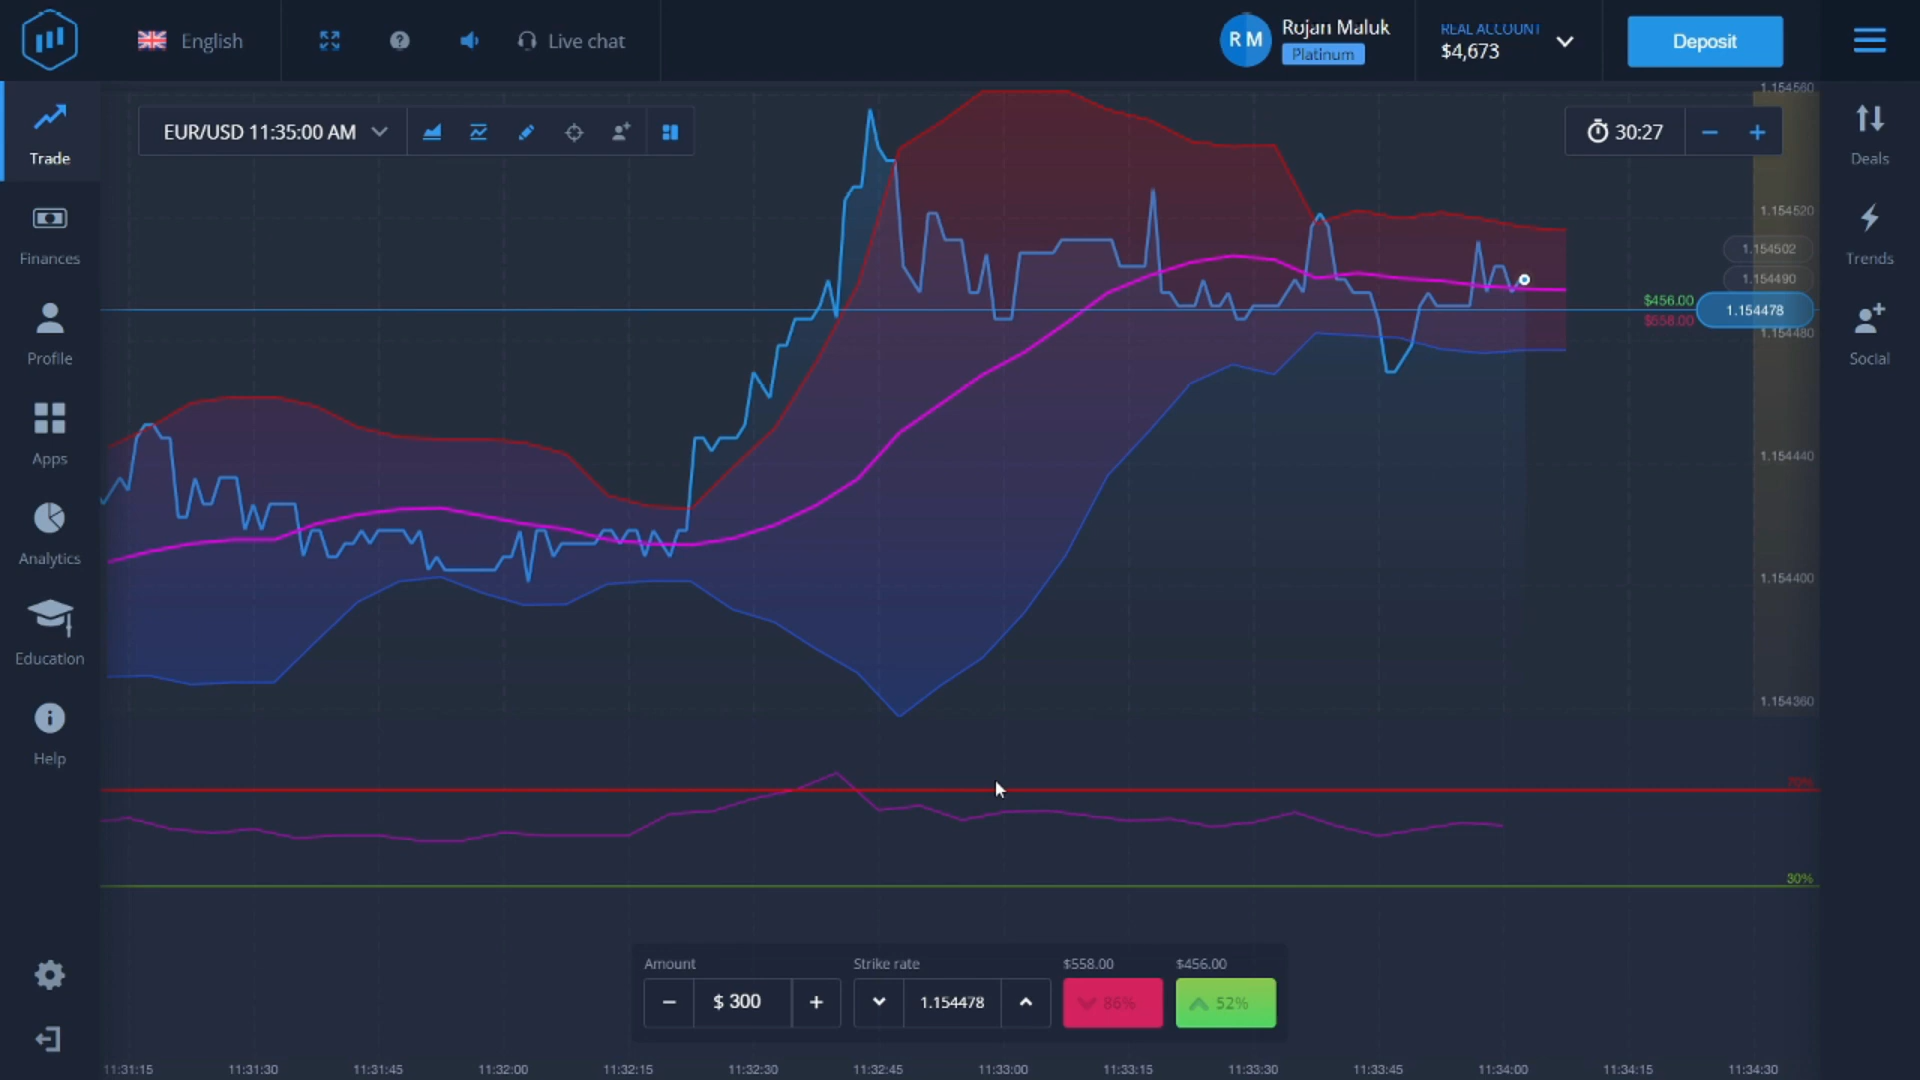 English
Live chat
R M
Rojan Maluk
Platinum
REAL ACCOUNT
$4,673
Deposit
Trade
Finances
Profile
Apps
Analytics
Education
Help
EUR/USD 11:35:00 AM
30:27
Deals
Trends
Social
1.154560
1.154520
1.154502
1.154490
$456.00
$558.00
1.154478
1.154480
1.154440
1.154400
1.154360
70%
30%
Amount
Strike rate
$558.00
$456.00
$ 300
1.154478
86%
52%
11:31:15
11:31:30
11:31:45
11:32:00
11:32:15
11:32:30
11:32:45
11:33:00
11:33:15
11:33:30
11:33:45
11:34:00
11:34:15
11:34:30